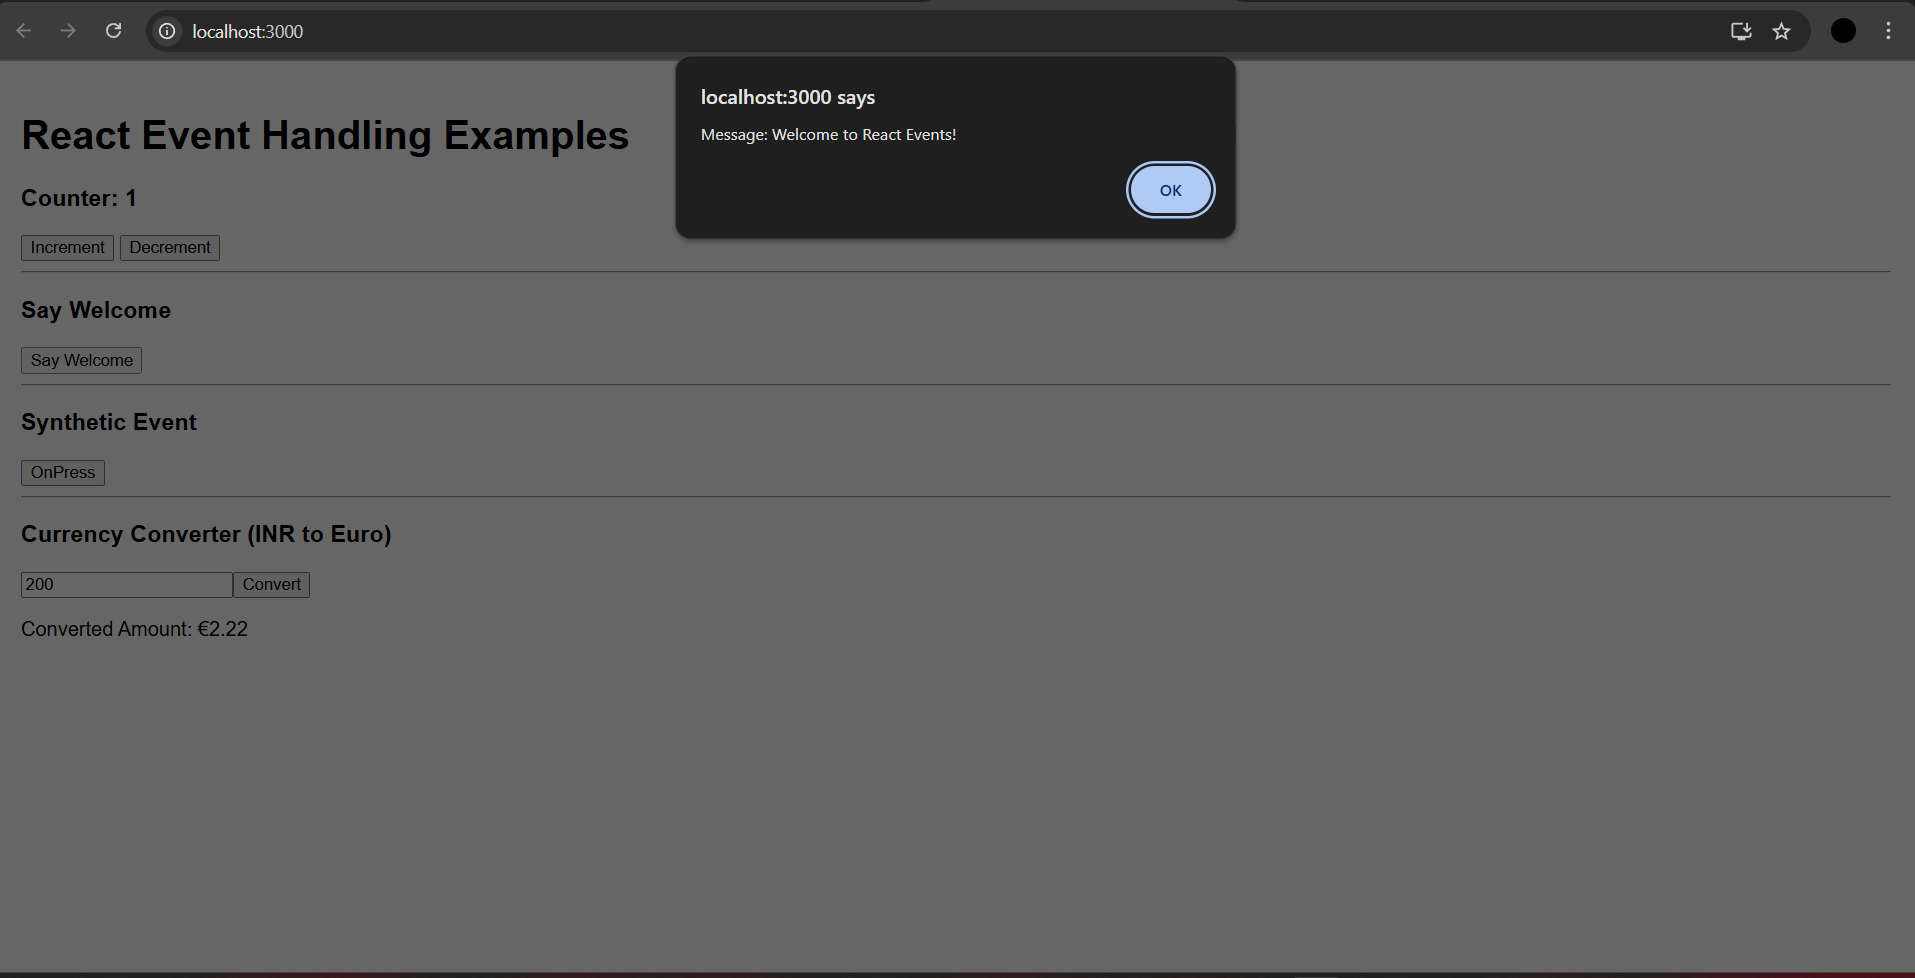 localhost:3000
localhost:3000 says
Message: Welcome to React Events!
OK
React Event Handling Examples
Counter: 1
Increment Decrement
Say Welcome
Say Welcome
Synthetic Event
OnPress
Currency Converter (INR to Euro)
200 Convert
Converted Amount: €2.22